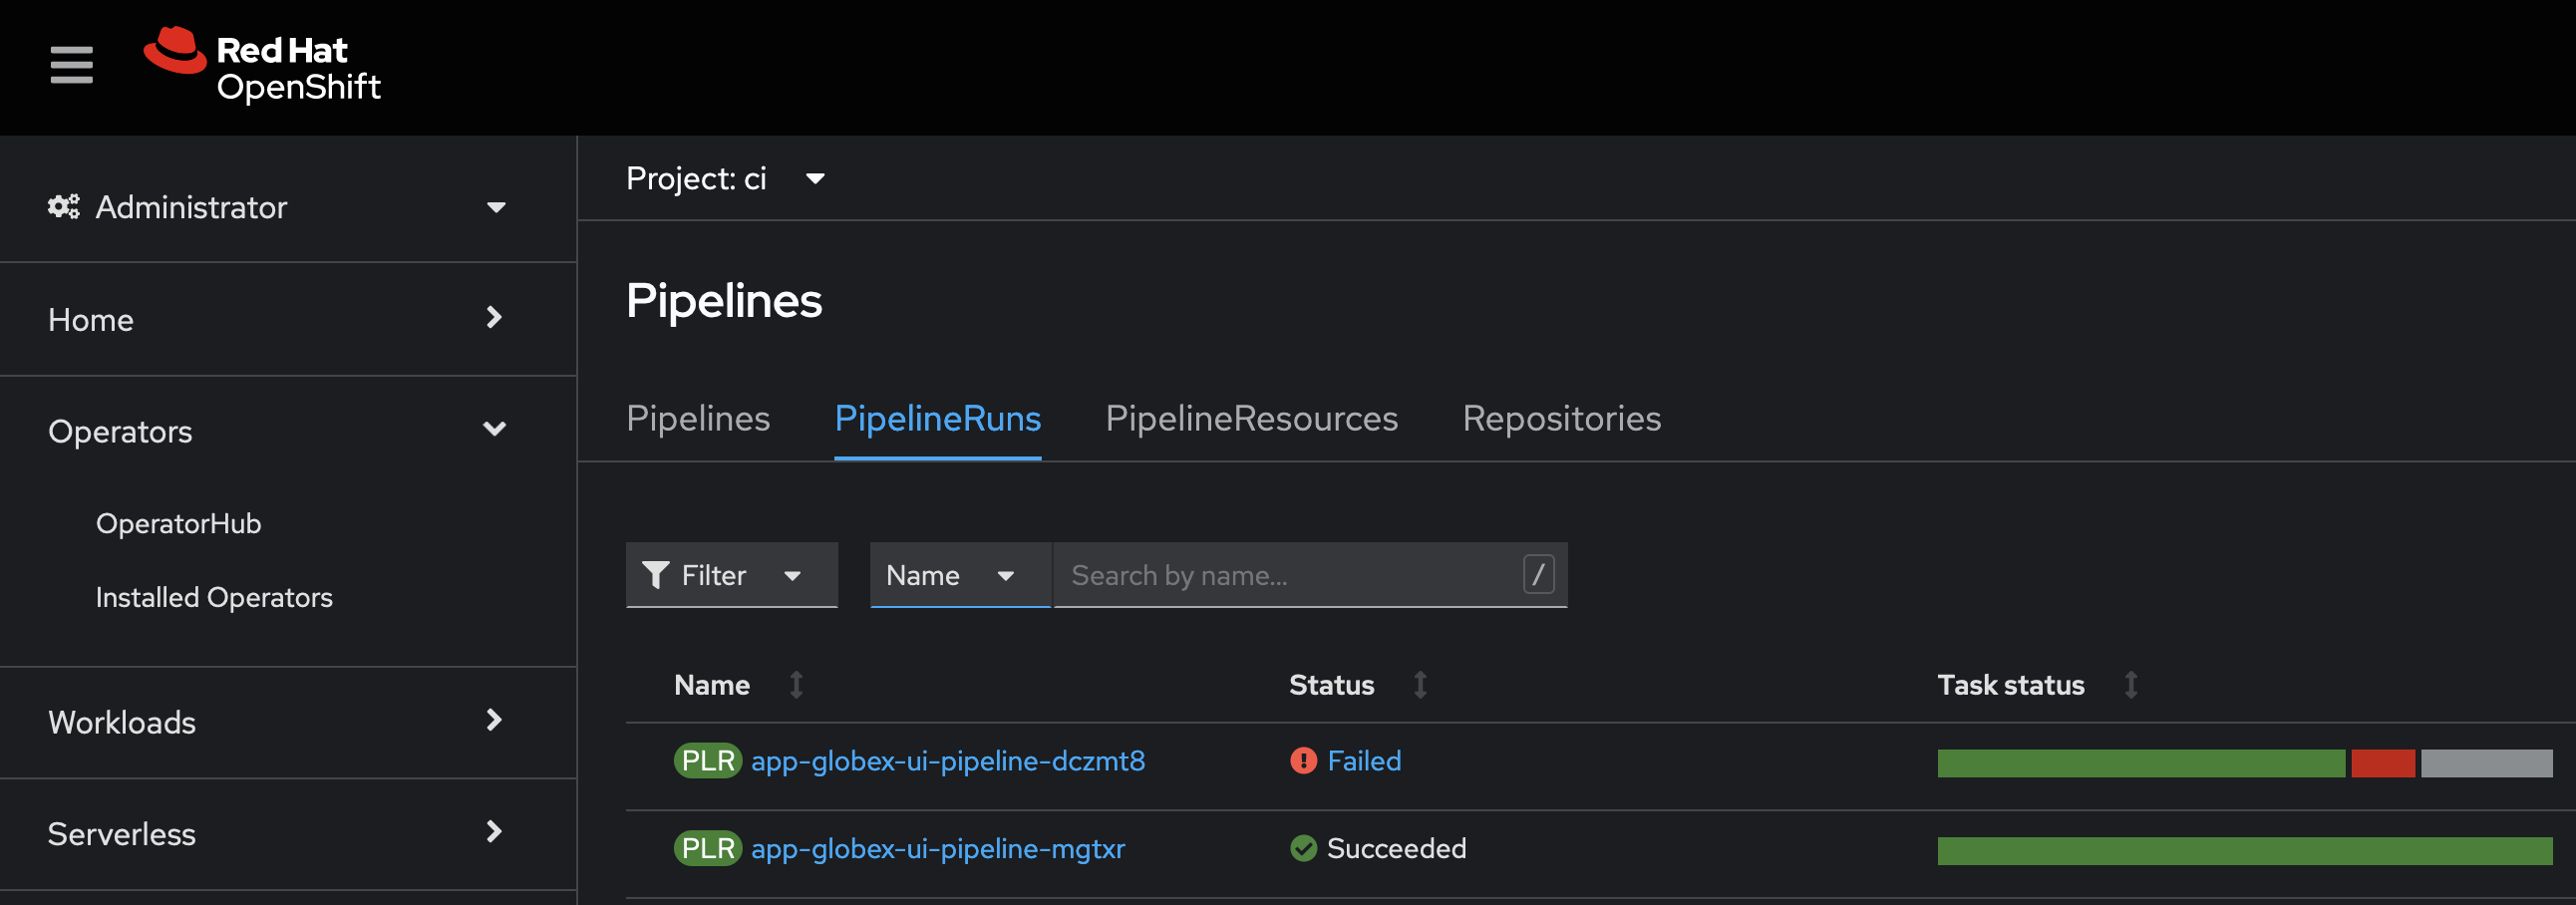 Red Hat
OpenShift
Administrator
Home
Operators
OperatorHub
Installed Operators
Workloads
Serverless
Project: ci
Pipelines
Pipelines PipelineRuns PipelineResources Repositories
Filter Name Search by name... /
Name Status Task status
PLR app-globex-ui-pipeline-dczmt8 Failed
PLR app-globex-ui-pipeline-mgtxr Succeeded